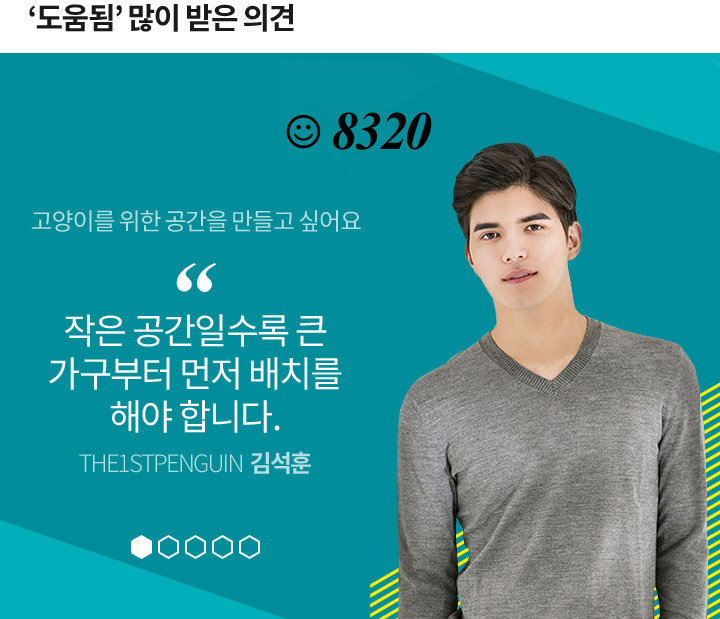 ‘도움됨’ 많이 받은 의견
8320
고양이를 위한 공간을 만들고 싶어요
“
작은 공간일수록 큰
가구부터 먼저 배치를
해야 합니다.
THE1STPENGUIN 김석훈